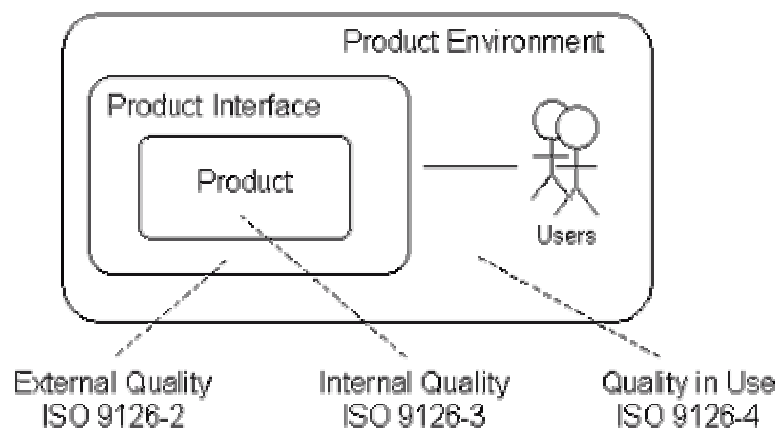 Product Environment
Product Interface
Product
Users
External Quality
ISO 9126-2
Internal Quality
ISO 9126-3
Quality in Use
ISO 9126-4